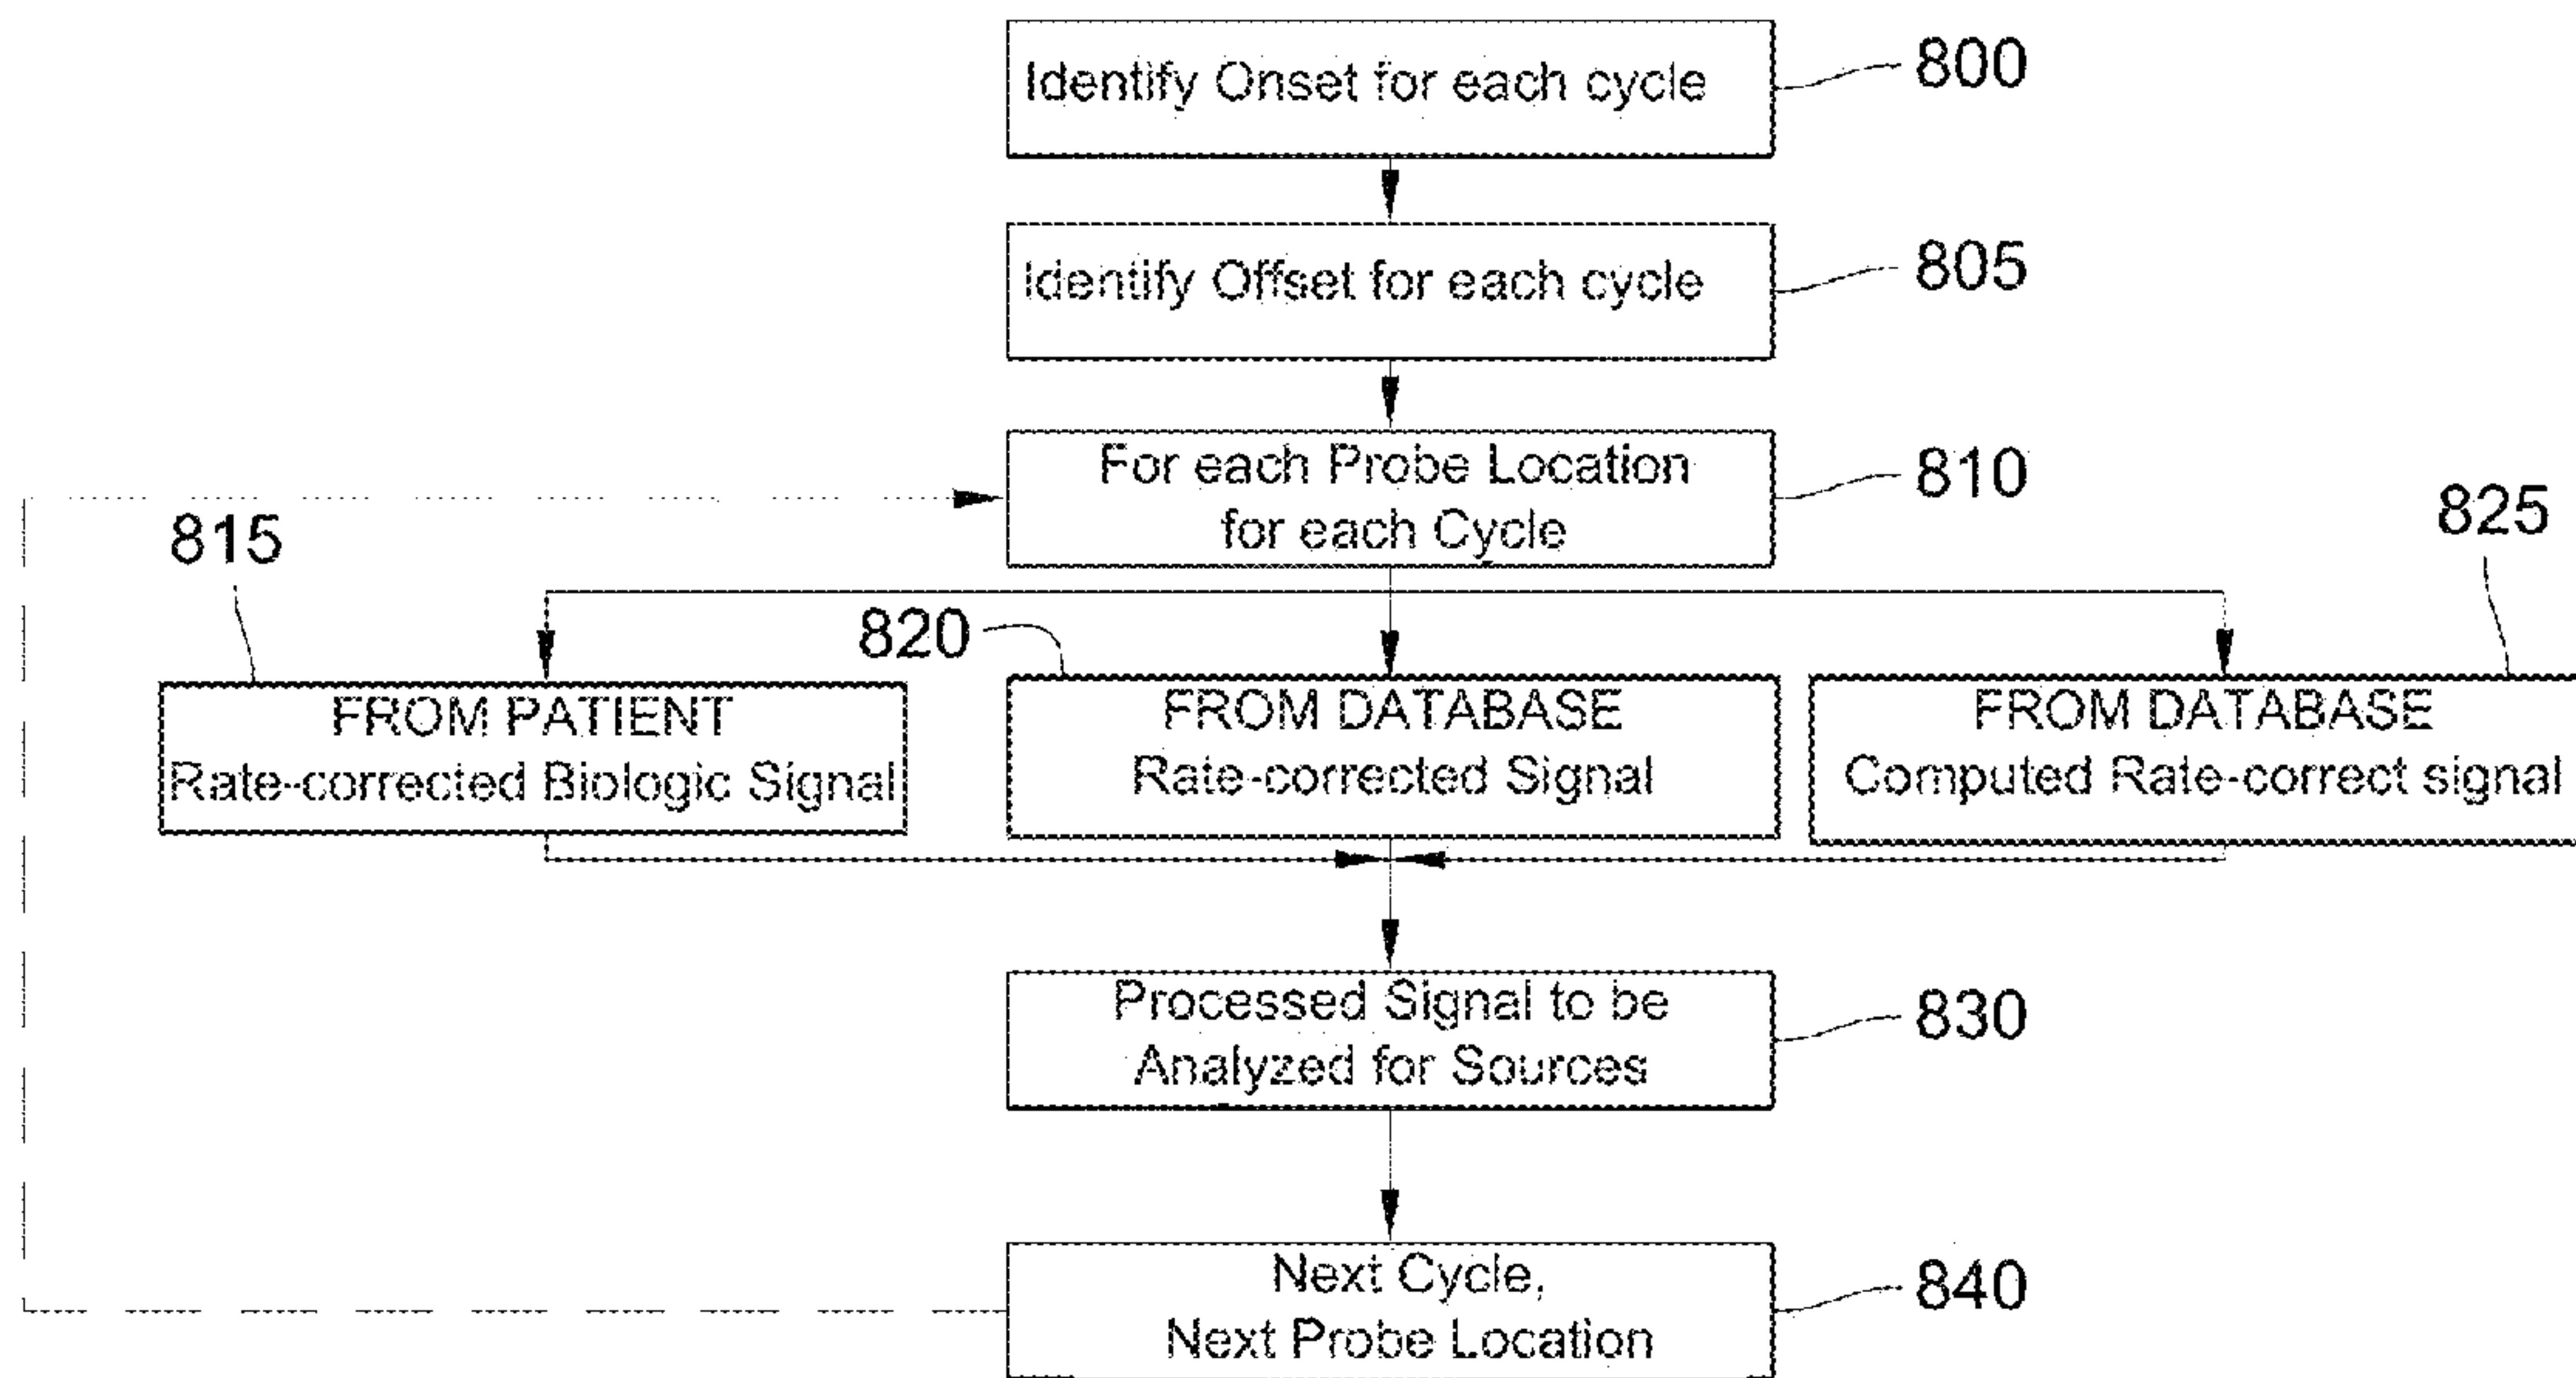 Identify Onset for each cycle
800
Identify Offset for each cycle
805
For each Probe Location
for each Cycle
810
815
820
825
FROM PATIENT
Rate-corrected Biologic Signal
FROM DATABASE
Rate-corrected Signal
FROM DATABASE
Computed Rate-correct signal
Processed Signal to be
Analyzed for Sources
830
Next Cycle,
Next Probe Location
840